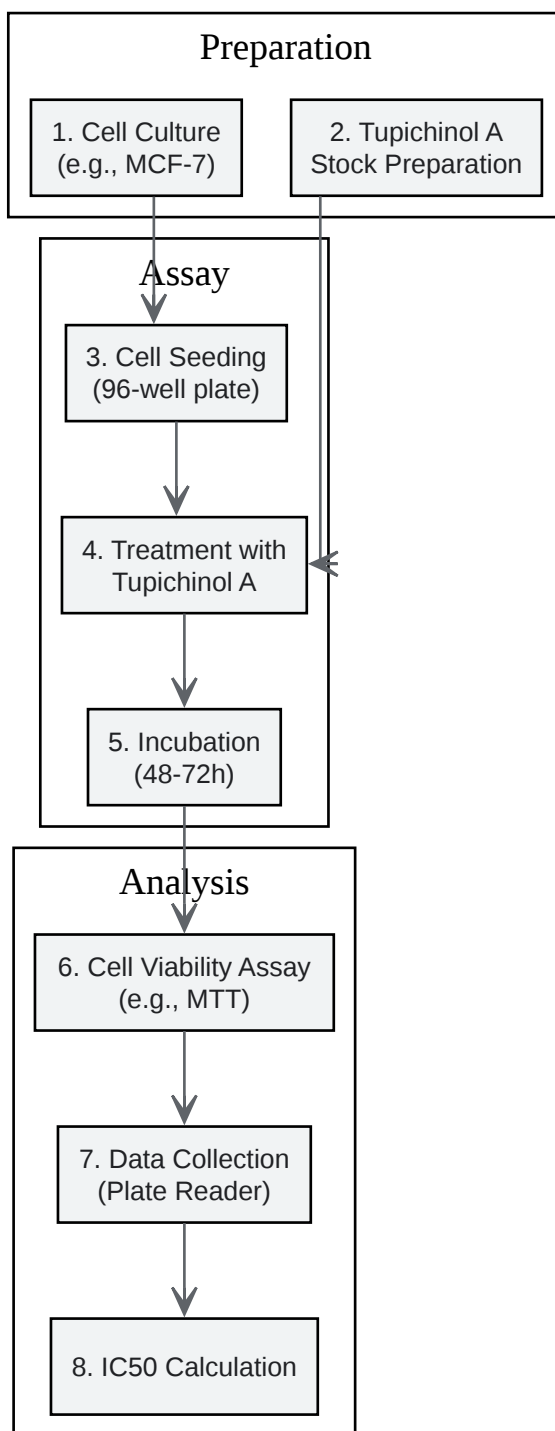 Preparation
1. Cell Culture
(e.g., MCF-7)
2. Tupichinol A
Stock Preparation
Assay
3. Cell Seeding
(96-well plate)
4. Treatment with
Tupichinol A
5. Incubation
(48-72h)
Analysis
6. Cell Viability Assay
(e.g., MTT)
7. Data Collection
(Plate Reader)
8. IC50 Calculation